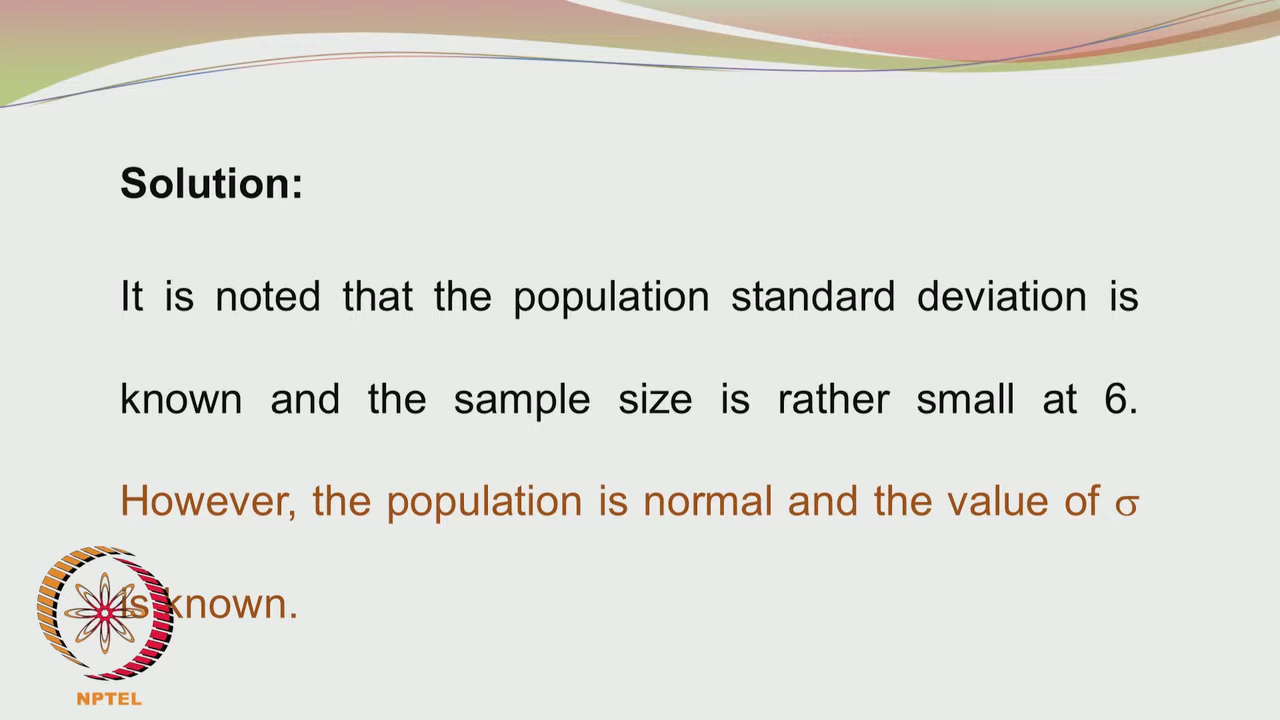 Solution:
It is noted that the population standard deviation is
known and the sample size is rather small at 6.
However, the population is normal and the value of σ
is known.
NPTEL